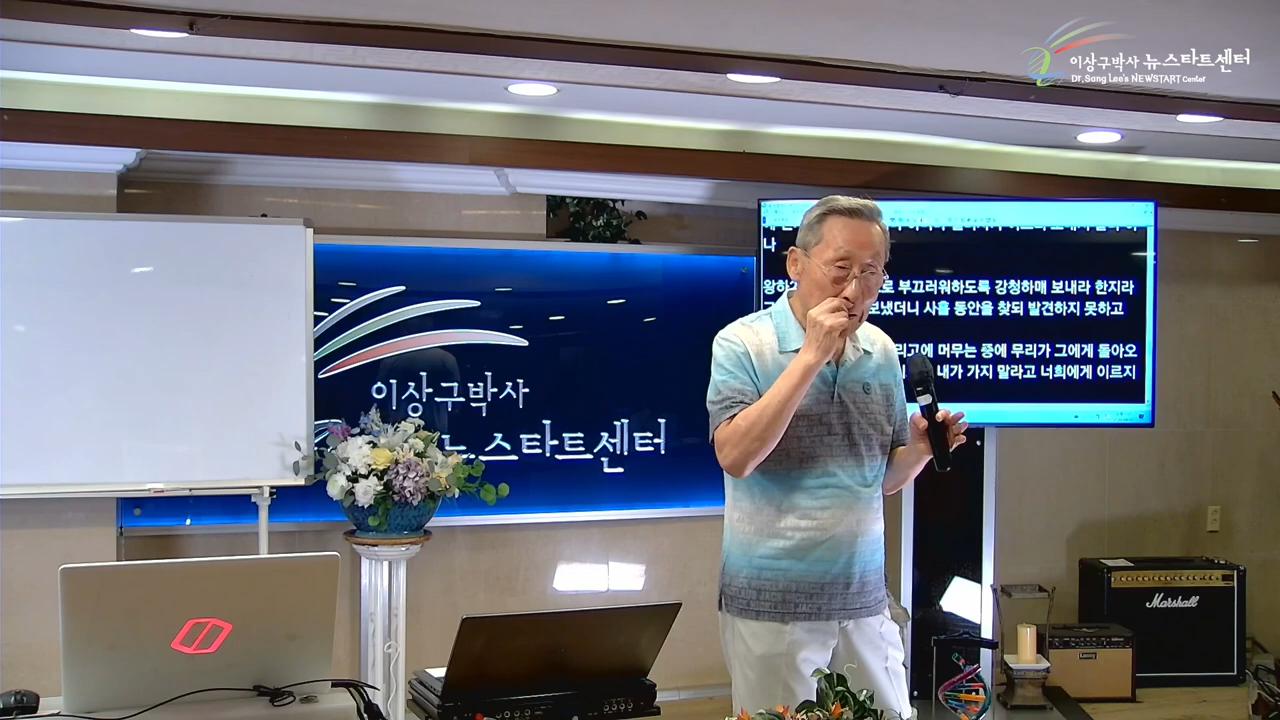 이상구박사 뉴스타트센터
Dr. Sang Lee's NEWSTART Center
나
로 부끄러워하도록 강청하매 보내라 한지라
보냈더니 사흘 동안을 찾되 발견하지 못하고
리고에 머무는 중에 무리가 그에게 돌아오
내가 가지 말라고 너희에게 이르지
이상구박사
뉴스타트센터
Marshall
Laney